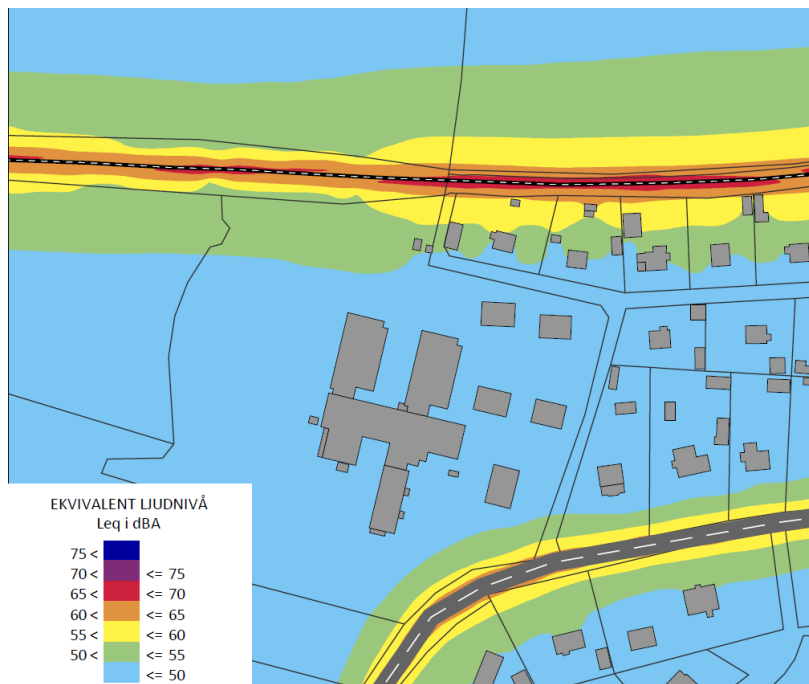 EKVIVALENT LJUDNIVÅ
Leq i dBA
75 <
70 < <= 75
65 < <= 70
60 < <= 65
55 < <= 60
50 < <= 55
<= 50